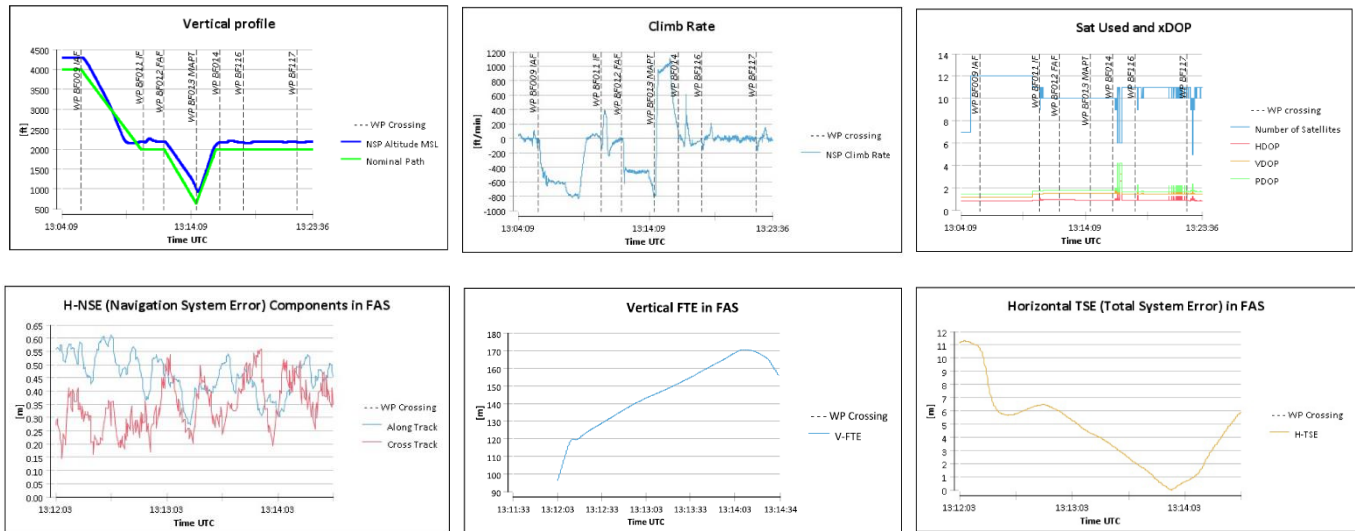 Vertical profile
4500
4000
3500
3000
2500
2000
1500
1000
500
[ft]
WP BF009 IAF
WP BF011 IF
WP BF012 FAF
WP BF013 MAPT
WP BF014
WP BF116
WP BF117
WP Crossing
NSP Altitude MSL
Nominal Path
13:04:09
13:14:09
13:23:36
Time UTC
Climb Rate
1200
1000
800
600
400
200
0
-200
-400
-600
-800
-1000
[ft/min]
WP BF009 IAF
WP BF011 IF
WP BF012 FAF
WP BF013 MAPT
WP BF014
WP BF116
WP BF117
WP Crossing
NSP Climb Rate
13:04:09
13:14:09
13:23:36
Time UTC
Sat Used and xDOP
14
12
10
8
6
4
2
0
WP BF009 IAF
WP BF011 IF
WP BF012 FAF
WP BF013 MAPT
WP BF014
WP BF116
WP BF117
WP Crossing
Number of Satellites
HDOP
VDOP
PDOP
13:04:09
13:14:09
13:23:36
Time UTC
H-NSE (Navigation System Error) Components in FAS
0.65
0.60
0.55
0.50
0.45
0.40
0.35
0.30
0.25
0.20
0.15
0.10
0.05
0.00
[m]
WP Crossing
Along Track
Cross Track
13:12:03
13:13:03
13:14:03
Time UTC
Vertical FTE in FAS
180
170
160
150
140
130
120
110
100
90
[m]
WP Crossing
V-FTE
13:11:33
13:12:03
13:12:33
13:13:03
13:13:33
13:14:03
13:14:34
Time UTC
Horizontal TSE (Total System Error) in FAS
12
11
10
9
8
7
6
5
4
3
2
1
0
[m]
WP Crossing
H-TSE
13:12:03
13:13:03
13:14:03
Time UTC